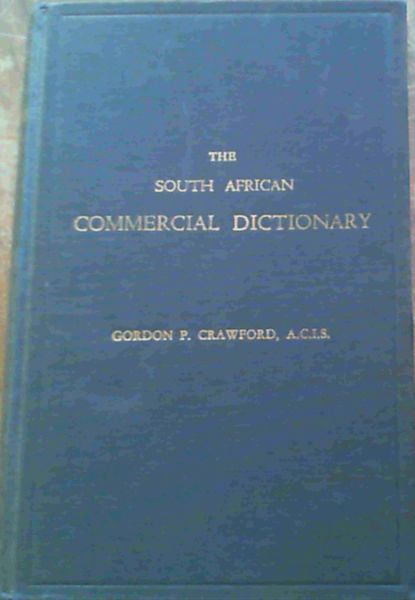 THE
SOUTH AFRICAN
COMMERCIAL DICTIONARY
GORDON P. CRAWFORD, A.C.I.S.